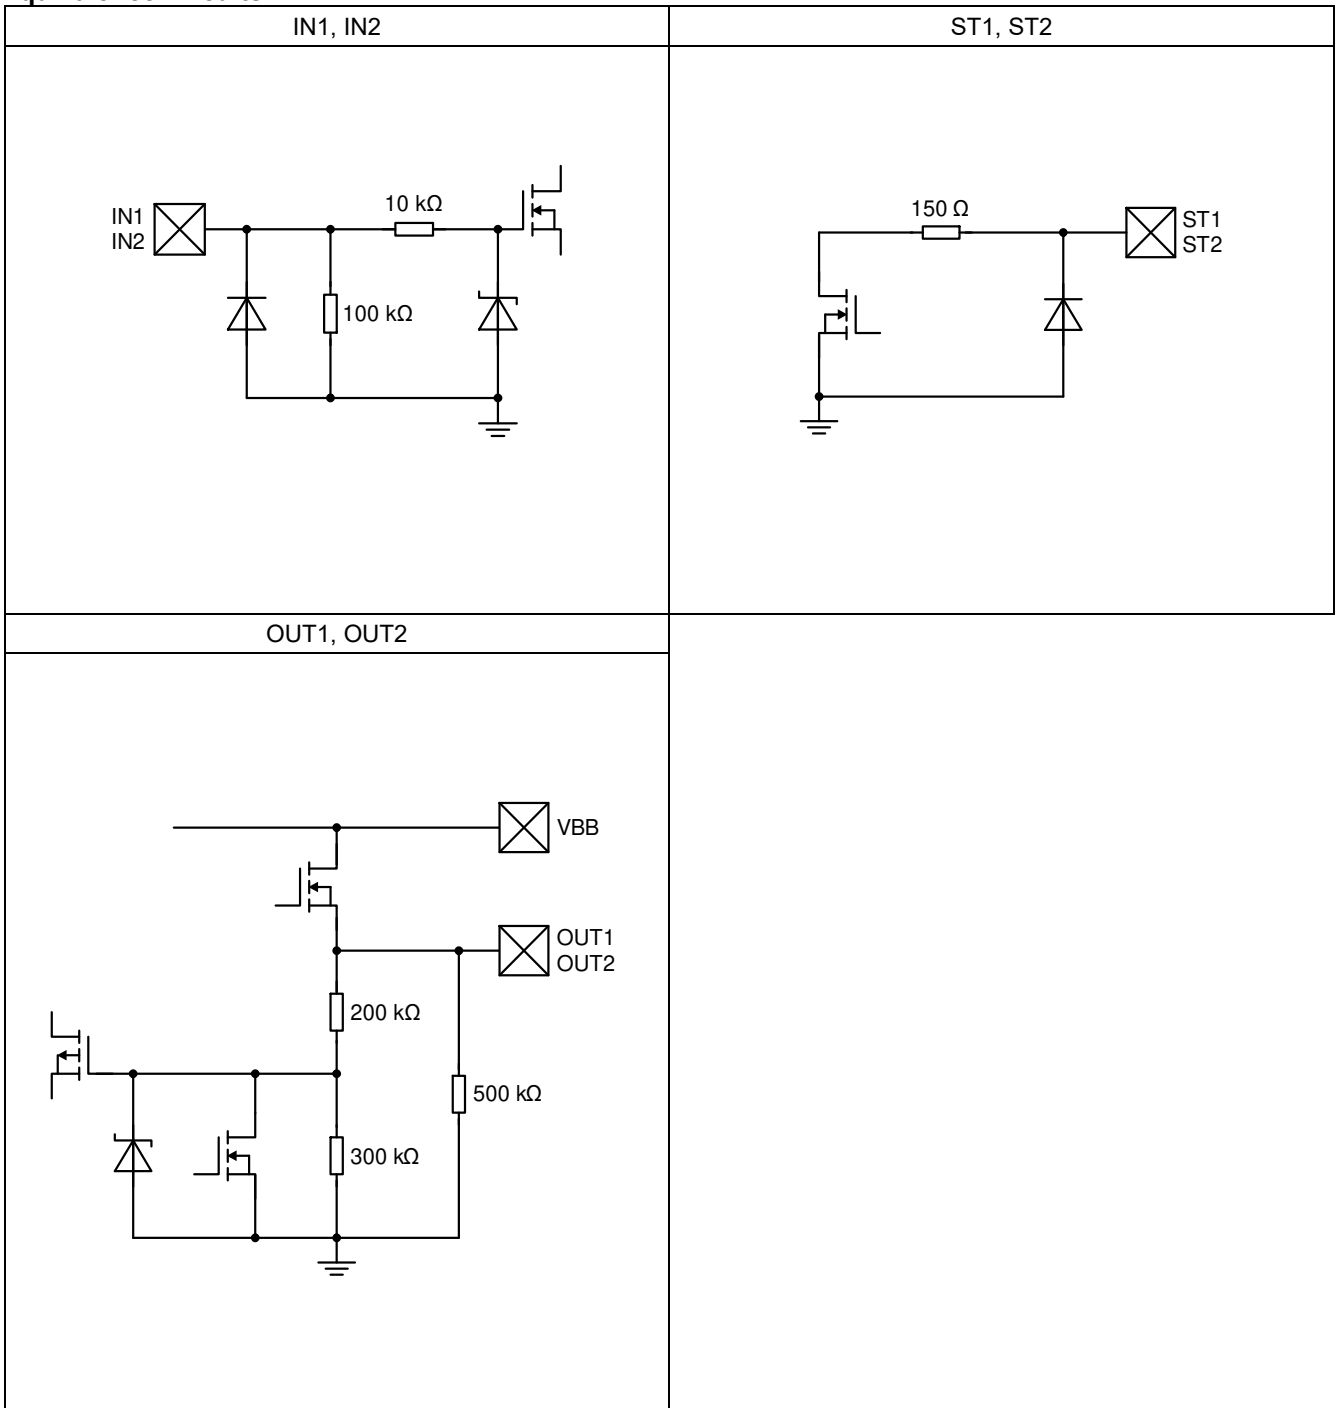 IN1, IN2
ST1, ST2
IN1
IN2
10 kΩ
100 kΩ
150 Ω
ST1
ST2
OUT1, OUT2
VBB
OUT1
OUT2
200 kΩ
500 kΩ
300 kΩ